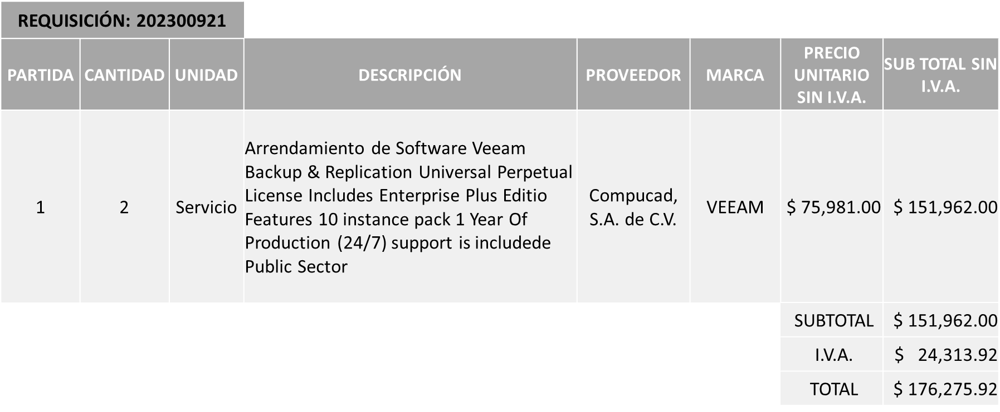 REQUISICIÓN: 202300921
PARTIDA CANTIDAD UNIDAD DESCRIPCIÓN PROVEEDOR MARCA PRECIO UNITARIO SIN I.V.A. SUB TOTAL SIN I.V.A.
1 2 Servicio
Arrendamiento de Software Veeam
Backup & Replication Universal Perpetual
License Includes Enterprise Plus Editio
Features 10 instance pack 1 Year Of
Production (24/7) support is includede
Public Sector
Compucad,
S.A. de C.V.
VEEAM $ 75,981.00 $ 151,962.00
SUBTOTAL $ 151,962.00
I.V.A. $ 24,313.92
TOTAL $ 176,275.92